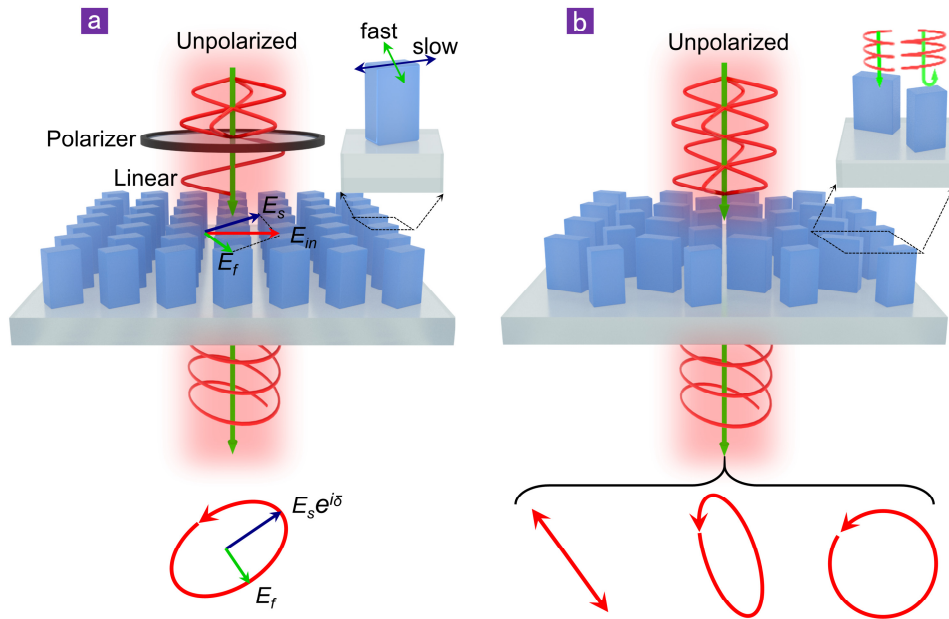 a
Unpolarized
fast
slow
Polarizer
Linear
E_s
E_in
E_f
E_s e^{iδ}
E_f
b
Unpolarized